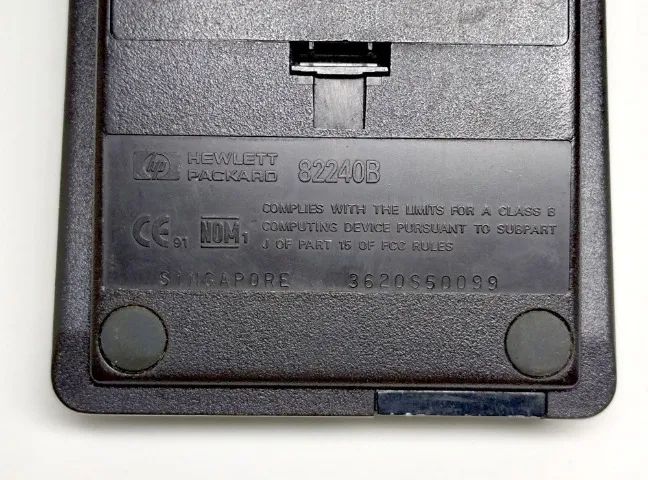 hp HEWLETT
PACKARD 82240B
COMPLIES WITH THE LIMITS FOR A CLASS B
CE 91 NOM 1 COMPUTING DEVICE PURSUANT TO SUBPART
J OF PART 15 OF FCC RULES
SINGAPORE 3620S50099